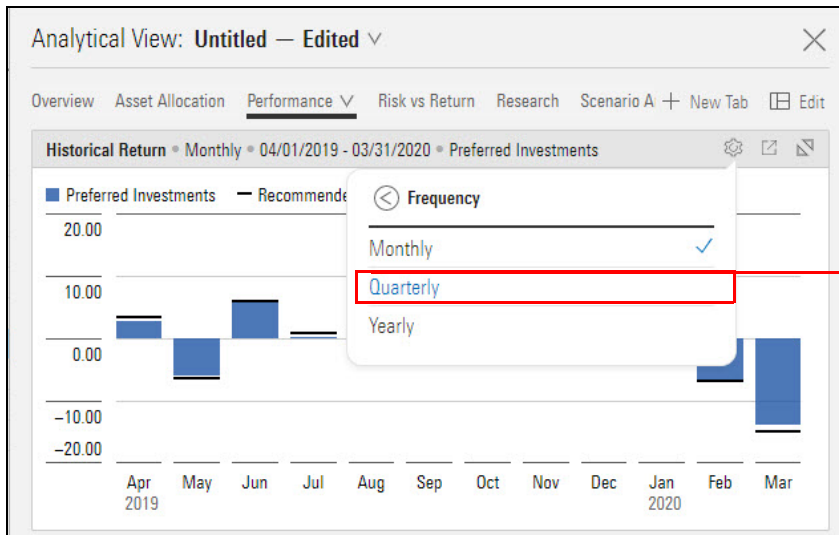 Analytical View: Untitled — Edited
Overview Asset Allocation Performance Risk vs Return Research Scenario A + New Tab Edit
Historical Return • Monthly • 04/01/2019 - 03/31/2020 • Preferred Investments
Preferred Investments — Recommende
Frequency
Monthly
Quarterly
Yearly
20.00
10.00
0.00
−10.00
−20.00
Apr May Jun Jul Aug Sep Oct Nov Dec Jan Feb Mar
2019 2020